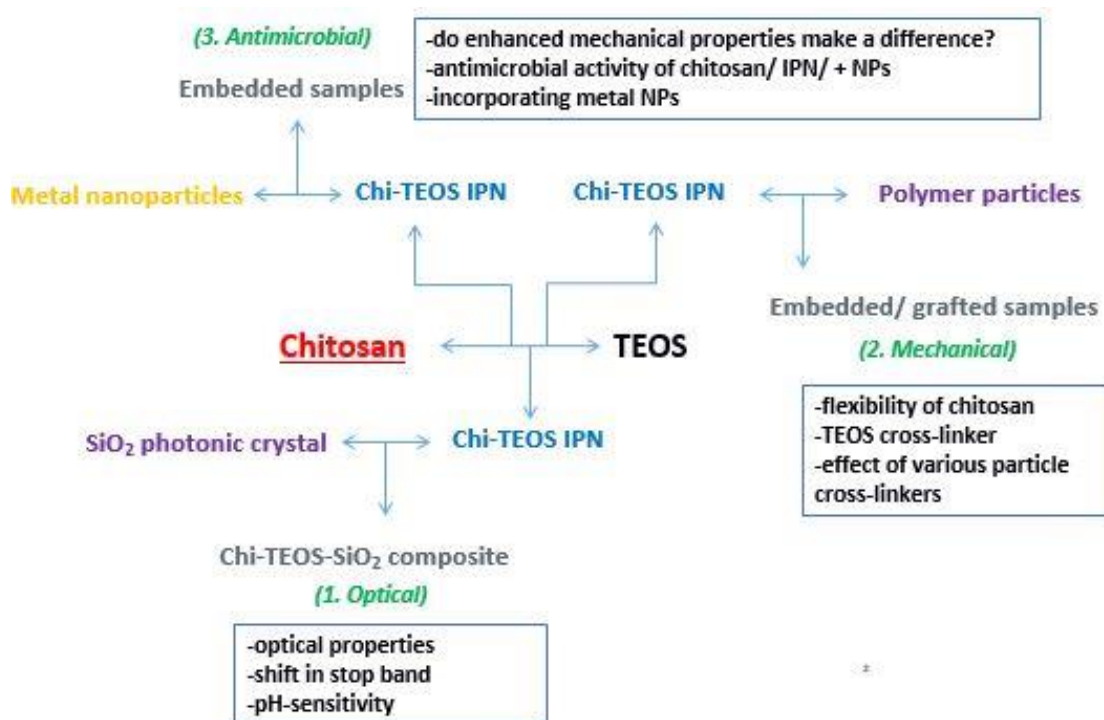 (3. Antimicrobial)
Embedded samples
-do enhanced mechanical properties make a difference?
-antimicrobial activity of chitosan/ IPN/ + NPs
-incorporating metal NPs
Metal nanoparticles
Chi-TEOS IPN
Chi-TEOS IPN
Polymer particles
Chitosan
TEOS
Embedded/ grafted samples
(2. Mechanical)
-flexibility of chitosan
-TEOS cross-linker
-effect of various particle
cross-linkers
SiO₂ photonic crystal
Chi-TEOS IPN
Chi-TEOS-SiO₂ composite
(1. Optical)
-optical properties
-shift in stop band
-pH-sensitivity